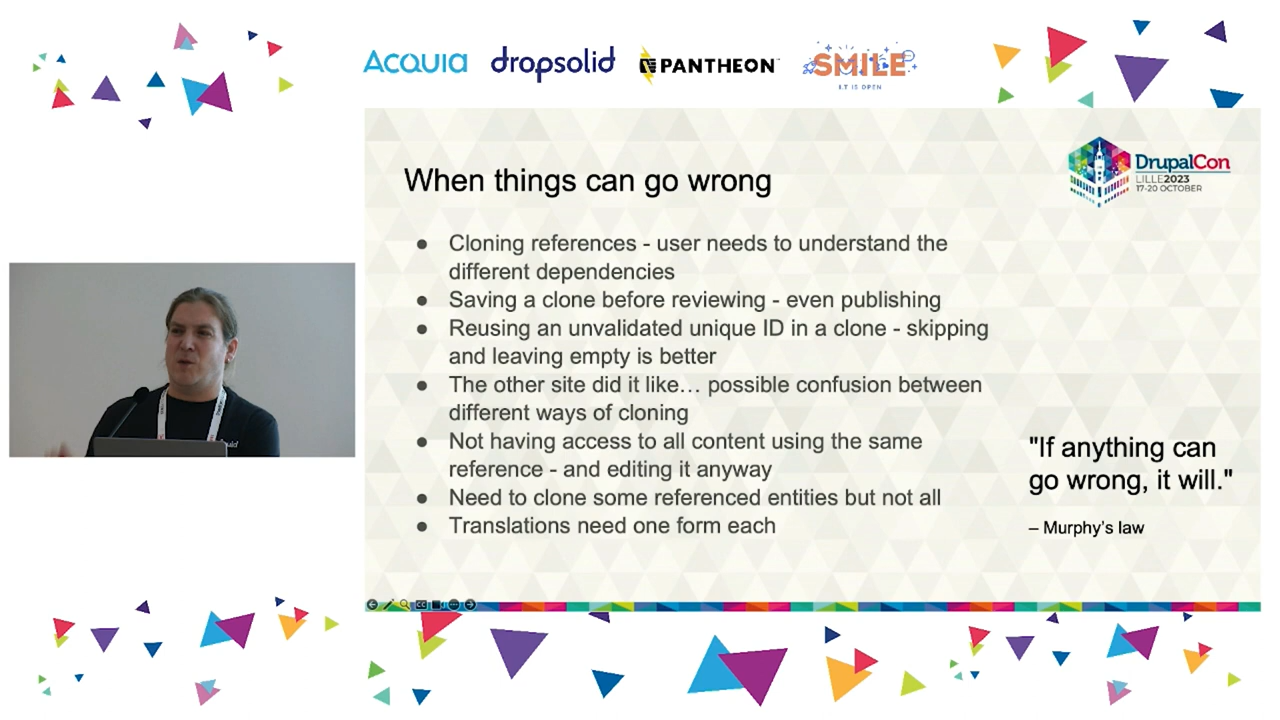 ACQUIA
dropsolid
PANTHEON
SMILE
I.T IS OPEN
DrupalCon
LILLE2023
17-20 OCTOBER
When things can go wrong
● Cloning references - user needs to understand the
different dependencies
● Saving a clone before reviewing - even publishing
● Reusing an unvalidated unique ID in a clone - skipping
and leaving empty is better
● The other site did it like… possible confusion between
different ways of cloning
● Not having access to all content using the same
reference - and editing it anyway
● Need to clone some referenced entities but not all
● Translations need one form each
"If anything can
go wrong, it will."
– Murphy's law